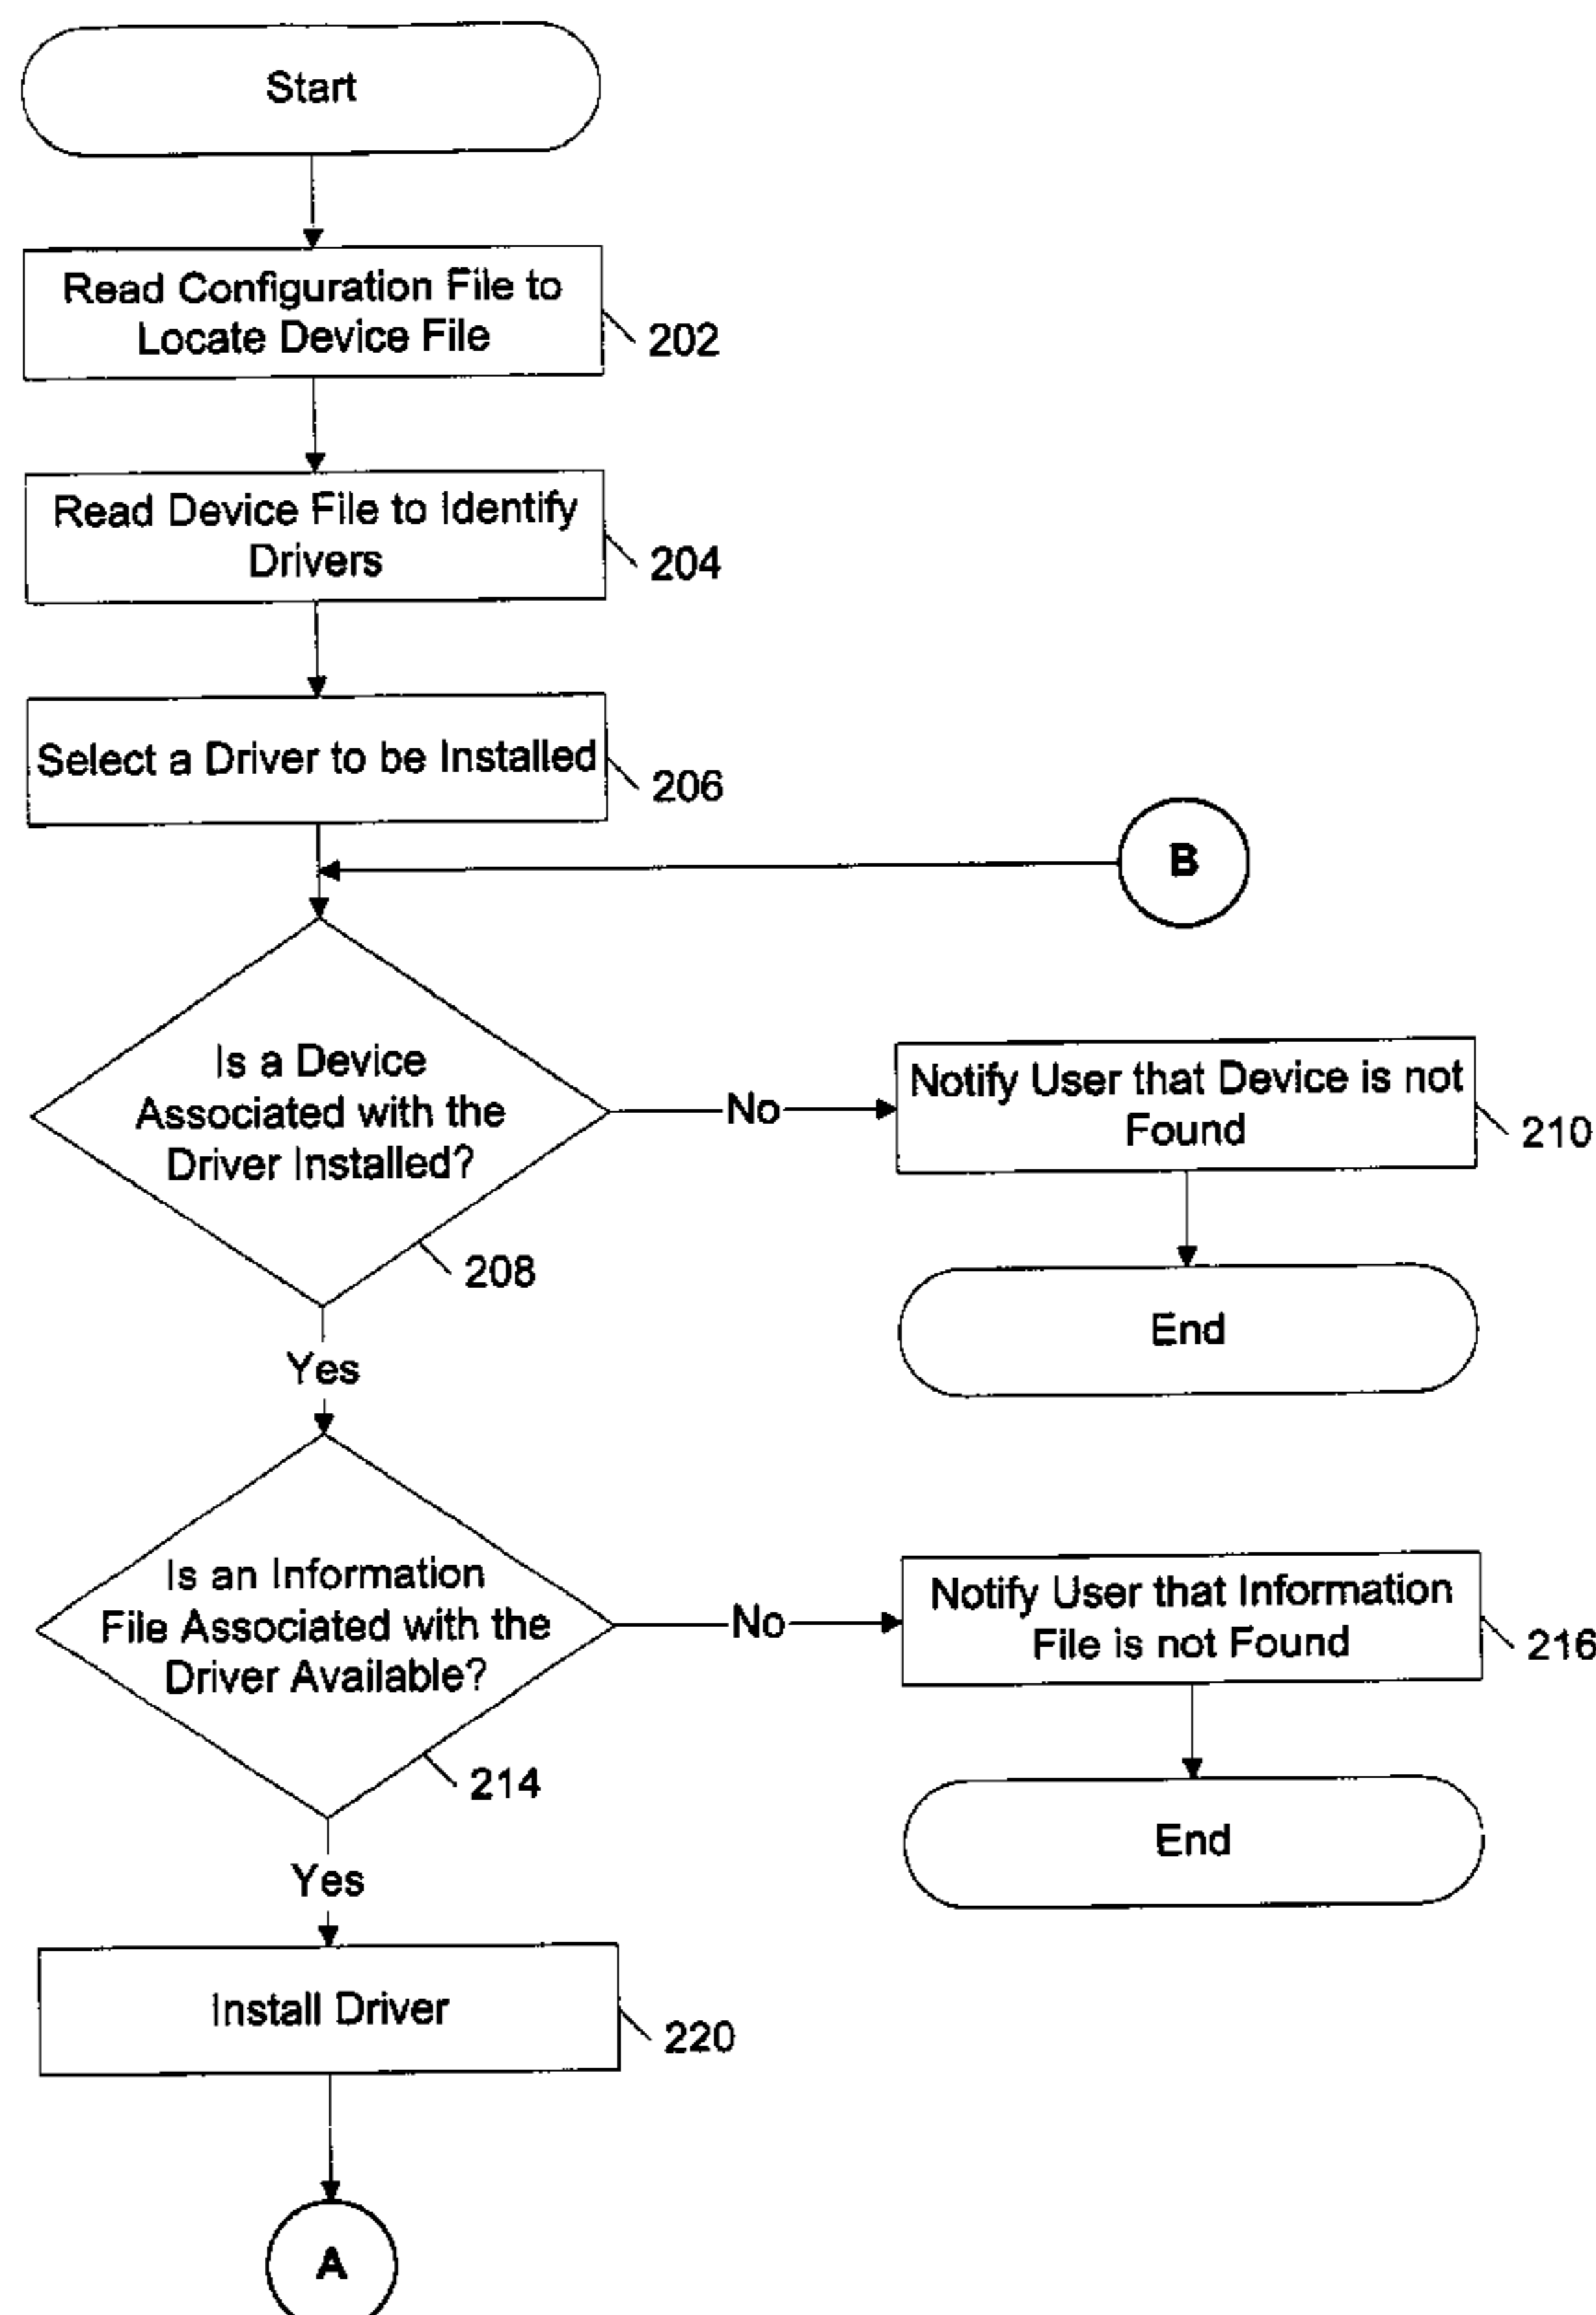 Start
Read Configuration File to
Locate Device File
202
Read Device File to Identify
Drivers
204
Select a Driver to be Installed
206
B
Is a Device
Associated with the
Driver Installed?
208
No
Notify User that Device is not
Found
210
End
Yes
Is an Information
File Associated with the
Driver Available?
214
No
Notify User that Information
File is not Found
216
End
Yes
Install Driver
220
A